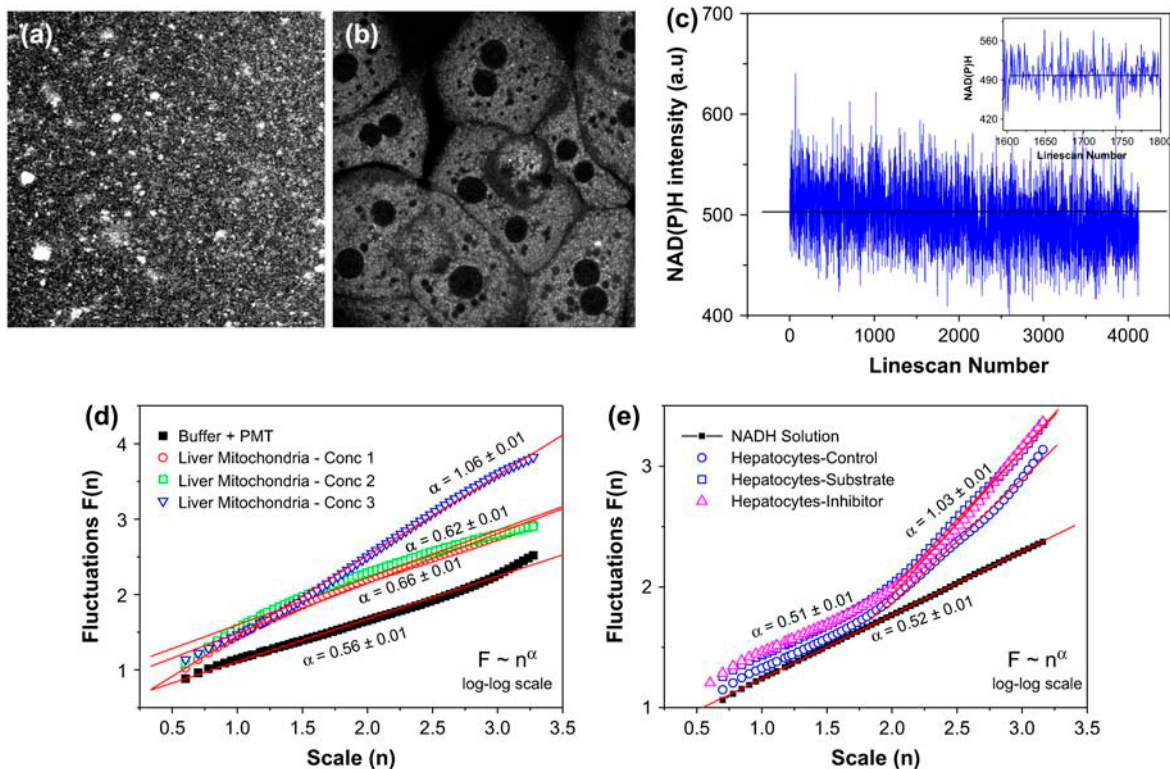 (a)
(b)
(c)
700
600
500
400
NAD(P)H intensity (a.u)
0 1000 2000 3000 4000
Linescan Number
560
490
420
NAD(P)H
1600 1650 1700 1750 1800
Linescan Number
(d)
4
3
2
1
Fluctuations F(n)
Buffer + PMT
Liver Mitochondria - Conc 1
Liver Mitochondria - Conc 2
Liver Mitochondria - Conc 3
α = 1.06 ± 0.01
α = 0.62 ± 0.01
α = 0.66 ± 0.01
α = 0.56 ± 0.01
F ~ n^α
log-log scale
0.5 1.0 1.5 2.0 2.5 3.0 3.5
Scale (n)
(e)
3
2
1
Fluctuations F(n)
NADH Solution
Hepatocytes-Control
Hepatocytes-Substrate
Hepatocytes-Inhibitor
α = 1.03 ± 0.01
α = 0.51 ± 0.01
α = 0.52 ± 0.01
F ~ n^α
log-log scale
0.5 1.0 1.5 2.0 2.5 3.0 3.5
Scale (n)